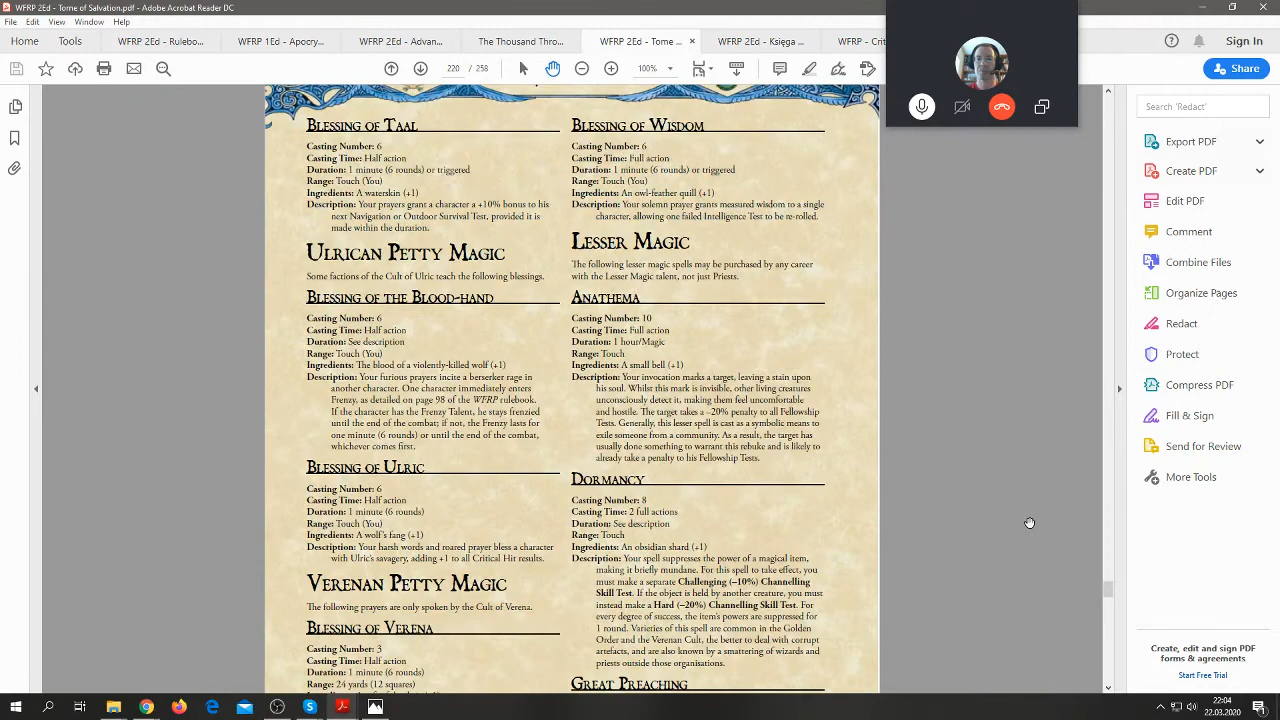 WFRP 2Ed - Tome of Salvation.pdf - Adobe Acrobat Reader DC
File Edit View Window Help
Home Tools WFRP 2Ed - Rulebo... WFRP 1Ed - Apocry... WFRP 2Ed - Advan... The Thousand Thro... WFRP 2Ed - Tome ... × WFRP 2Ed - Księga ... WFRP - Crit Sign In
220 / 258 100% Share
Blessing of Taal
Casting Number: 6
Casting Time: Half action
Duration: 1 minute (6 rounds) or triggered
Range: Touch (You)
Ingredients: A waterskin (+1)
Description: Your prayers grant a character a +10% bonus to his
next Navigation or Outdoor Survival Test, provided it is
made within the duration.
Ulrican Petty Magic
Some factions of the Cult of Ulric teach the following blessings.
Blessing of the Blood-hand
Casting Number: 6
Casting Time: Half action
Duration: See description
Range: Touch (You)
Ingredients: The blood of a violently-killed wolf (+1)
Description: Your furious prayers incite a berserker rage in
another character. One character immediately enters
Frenzy, as detailed on page 98 of the WFRP rulebook.
If the character has the Frenzy Talent, he stays frenzied
until the end of the combat; if not, the Frenzy lasts for
one minute (6 rounds) or until the end of the combat,
whichever comes first.
Blessing of Ulric
Casting Number: 6
Casting Time: Half action
Duration: 1 minute (6 rounds)
Range: Touch (You)
Ingredients: A wolf's fang (+1)
Description: Your harsh words and roared prayer bless a character
with Ulric's savagery, adding +1 to all Critical Hit results.
Verenan Petty Magic
The following prayers are only spoken by the Cult of Verena.
Blessing of Verena
Casting Number: 3
Casting Time: Half action
Duration: 1 minute (6 rounds)
Range: 24 yards (12 squares)
Blessing of Wisdom
Casting Number: 6
Casting Time: Full action
Duration: 1 minute (6 rounds) or triggered
Range: Touch (You)
Ingredients: An owl-feather quill (+1)
Description: Your solemn prayer grants measured wisdom to a single
character, allowing one failed Intelligence Test to be re-rolled.
Lesser Magic
The following lesser magic spells may be purchased by any career
with the Lesser Magic talent, not just Priests.
Anathema
Casting Number: 10
Casting Time: Full action
Duration: 1 hour/Magic
Range: Touch
Ingredients: A small bell (+1)
Description: Your invocation marks a target, leaving a stain upon
his soul. Whilst this mark is invisible, other living creatures
unconsciously detect it, making them feel uncomfortable
and hostile. The target takes a –20% penalty to all Fellowship
Tests. Generally, this lesser spell is cast as a symbolic means to
exile someone from a community. As a result, the target has
usually done something to warrant this rebuke and is likely to
already take a penalty to his Fellowship Tests.
Dormancy
Casting Number: 8
Casting Time: 2 full actions
Duration: See description
Range: Touch
Ingredients: An obsidian shard (+1)
Description: Your spell suppresses the power of a magical item,
making it briefly mundane. For this spell to take effect, you
must make a separate Challenging (–10%) Channelling
Skill Test. If the object is held by another creature, you must
instead make a Hard (–20%) Channelling Skill Test. For
every degree of success, the item's powers are suppressed for
1 round. Varieties of this spell are common in the Golden
Order and the Verenan Cult, the better to deal with corrupt
artefacts, and are also known by a smattering of wizards and
priests outside those organisations.
Great Preaching
Search 'Redact'
Export PDF
Create PDF
Edit PDF
Comment
Combine Files
Organize Pages
Redact
Protect
Compress PDF
Fill & Sign
Send for Review
More Tools
Create, edit and sign PDF
forms & agreements
Start Free Trial
22:04
22.03.2020